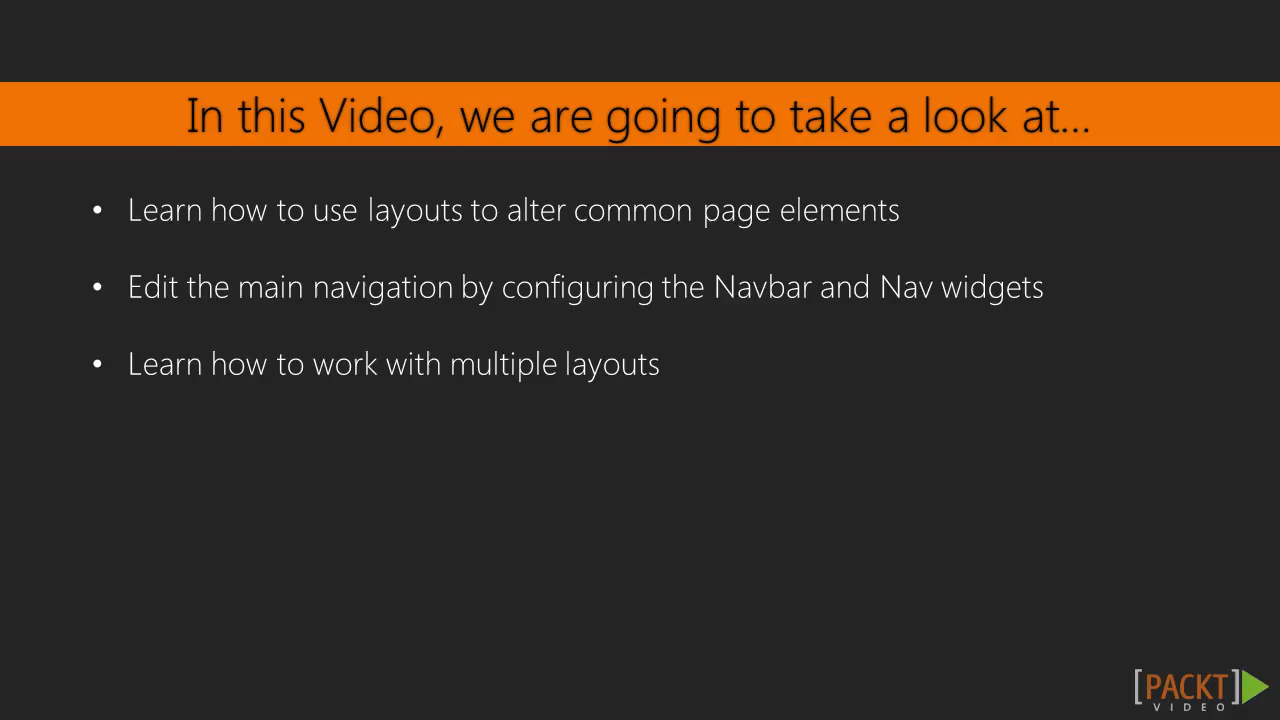 In this Video, we are going to take a look at...
• Learn how to use layouts to alter common page elements
• Edit the main navigation by configuring the Navbar and Nav widgets
• Learn how to work with multiple layouts
[PACKT]
VIDEO